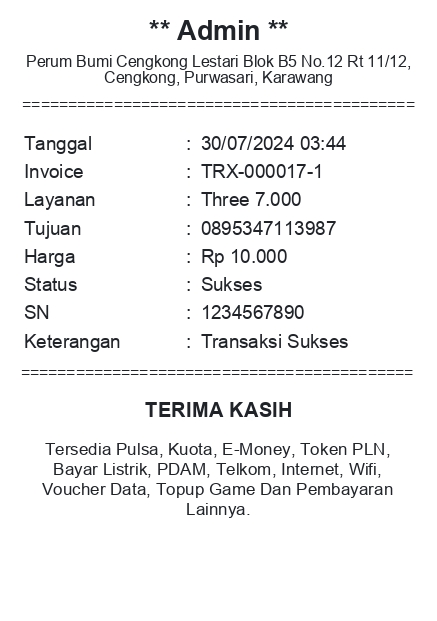 ** Admin **
Perum Bumi Cengkong Lestari Blok B5 No.12 Rt 11/12,
Cengkong, Purwasari, Karawang
===========================================
Tanggal : 30/07/2024 03:44
Invoice : TRX-000017-1
Layanan : Three 7.000
Tujuan : 0895347113987
Harga : Rp 10.000
Status : Sukses
SN : 1234567890
Keterangan : Transaksi Sukses
===========================================
TERIMA KASIH
Tersedia Pulsa, Kuota, E-Money, Token PLN,
Bayar Listrik, PDAM, Telkom, Internet, Wifi,
Voucher Data, Topup Game Dan Pembayaran
Lainnya.